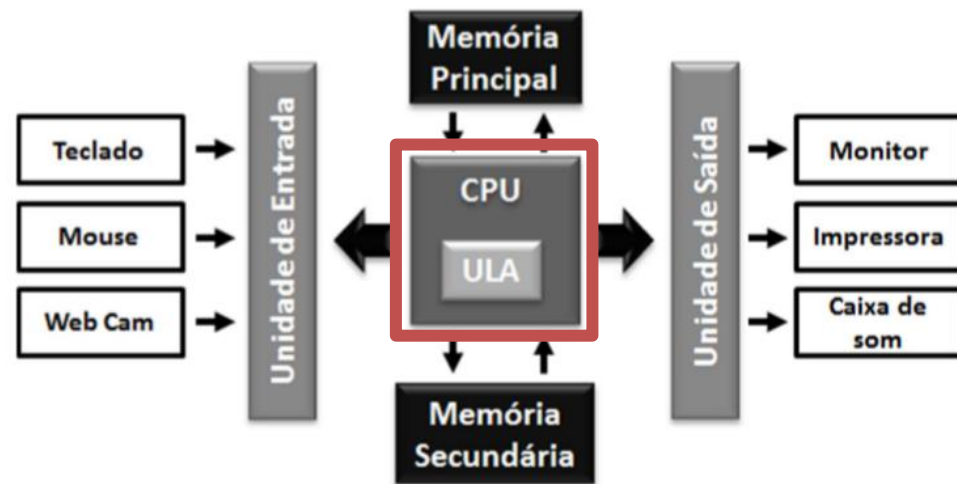 Memória
Principal
Teclado
Mouse
Web Cam
Unidade de Entrada
CPU
ULA
Unidade de Saída
Monitor
Impressora
Caixa de
som
Memória
Secundária